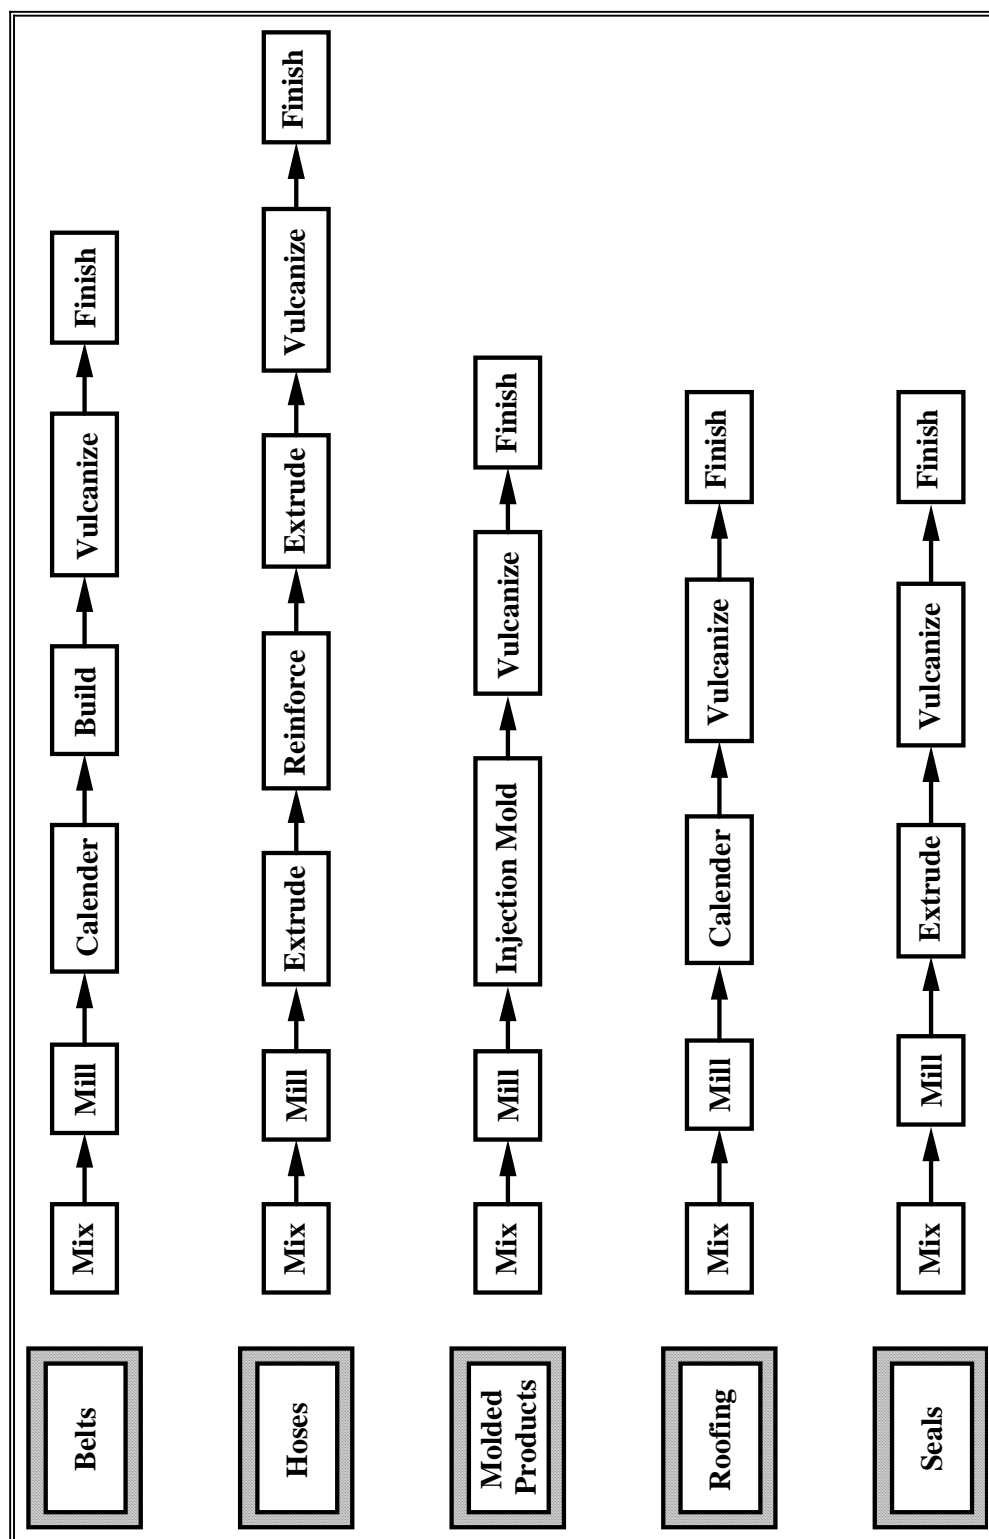 Belts
Mix
Mill
Calender
Build
Vulcanize
Finish
Hoses
Mix
Mill
Extrude
Reinforce
Extrude
Vulcanize
Finish
Molded
Products
Mix
Mill
Injection Mold
Vulcanize
Finish
Roofing
Mix
Mill
Calender
Vulcanize
Finish
Seals
Mix
Mill
Extrude
Vulcanize
Finish